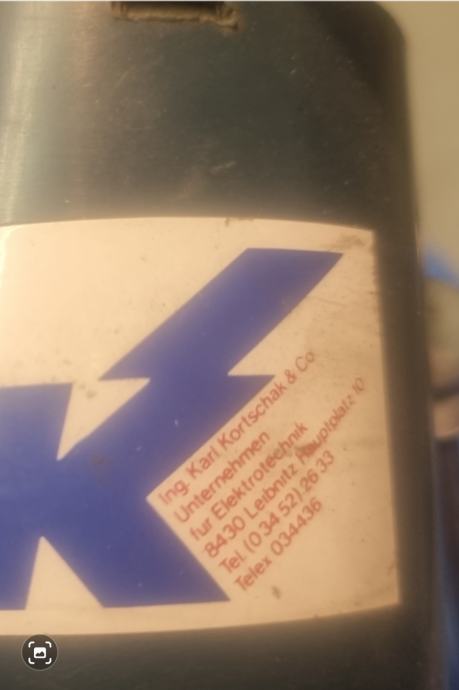 K
Ing. Karl Kortschak & Co
Unternehmen
für Elektrotechnik
8430 Leibnitz Hauptplatz 10
Tel. (0 34 52) 26 33
Telex 034436